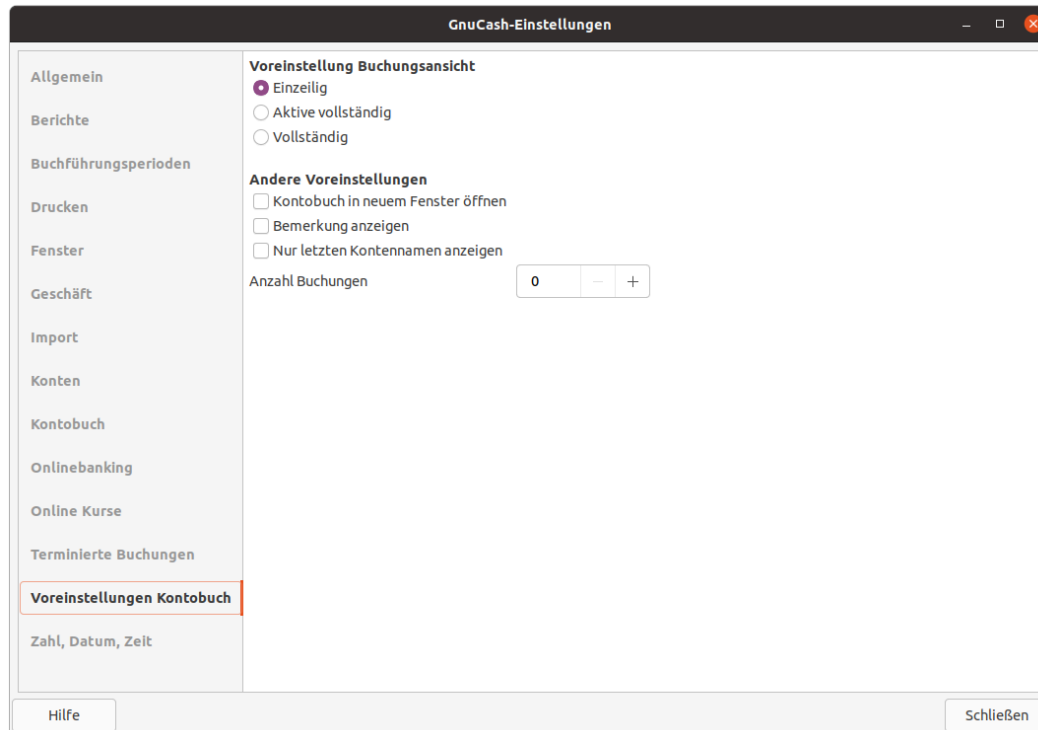 GnuCash-Einstellungen
Allgemein
Berichte
Buchführungsperioden
Drucken
Fenster
Geschäft
Import
Konten
Kontobuch
Onlinebanking
Online Kurse
Terminierte Buchungen
Voreinstellungen Kontobuch
Zahl, Datum, Zeit
Voreinstellung Buchungsansicht
Einzeilig
Aktive vollständig
Vollständig
Andere Voreinstellungen
Kontobuch in neuem Fenster öffnen
Bemerkung anzeigen
Nur letzten Kontennamen anzeigen
Anzahl Buchungen 0 − +
Hilfe Schließen